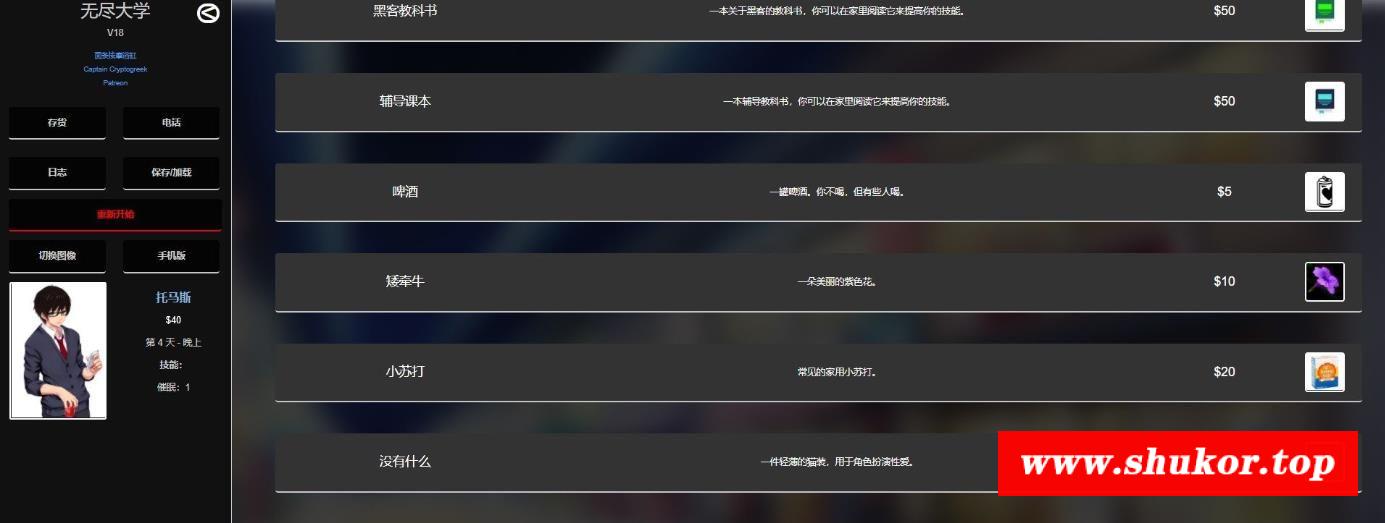 无尽大学
V18
面条按摩浴缸
Captain Cryptogreek
Patreon
存货
电话
日志
保存/加载
重新开始
切换图像
手机版
托马斯
$40
第 4 天 - 晚上
技能：
催眠：1
黑客教科书 一本关于黑客的教科书，你可以在家里阅读它来提高你的技能。 $50
辅导课本 一本辅导教科书，你可以在家里阅读它来提高你的技能。 $50
啤酒 一罐啤酒。你不喝，但有些人喝。 $5
矮牵牛 一朵美丽的紫色花。 $10
小苏打 常见的家用小苏打。 $20
没有什么 一件轻薄的猫装，用于角色扮演性爱。
www.shukor.top